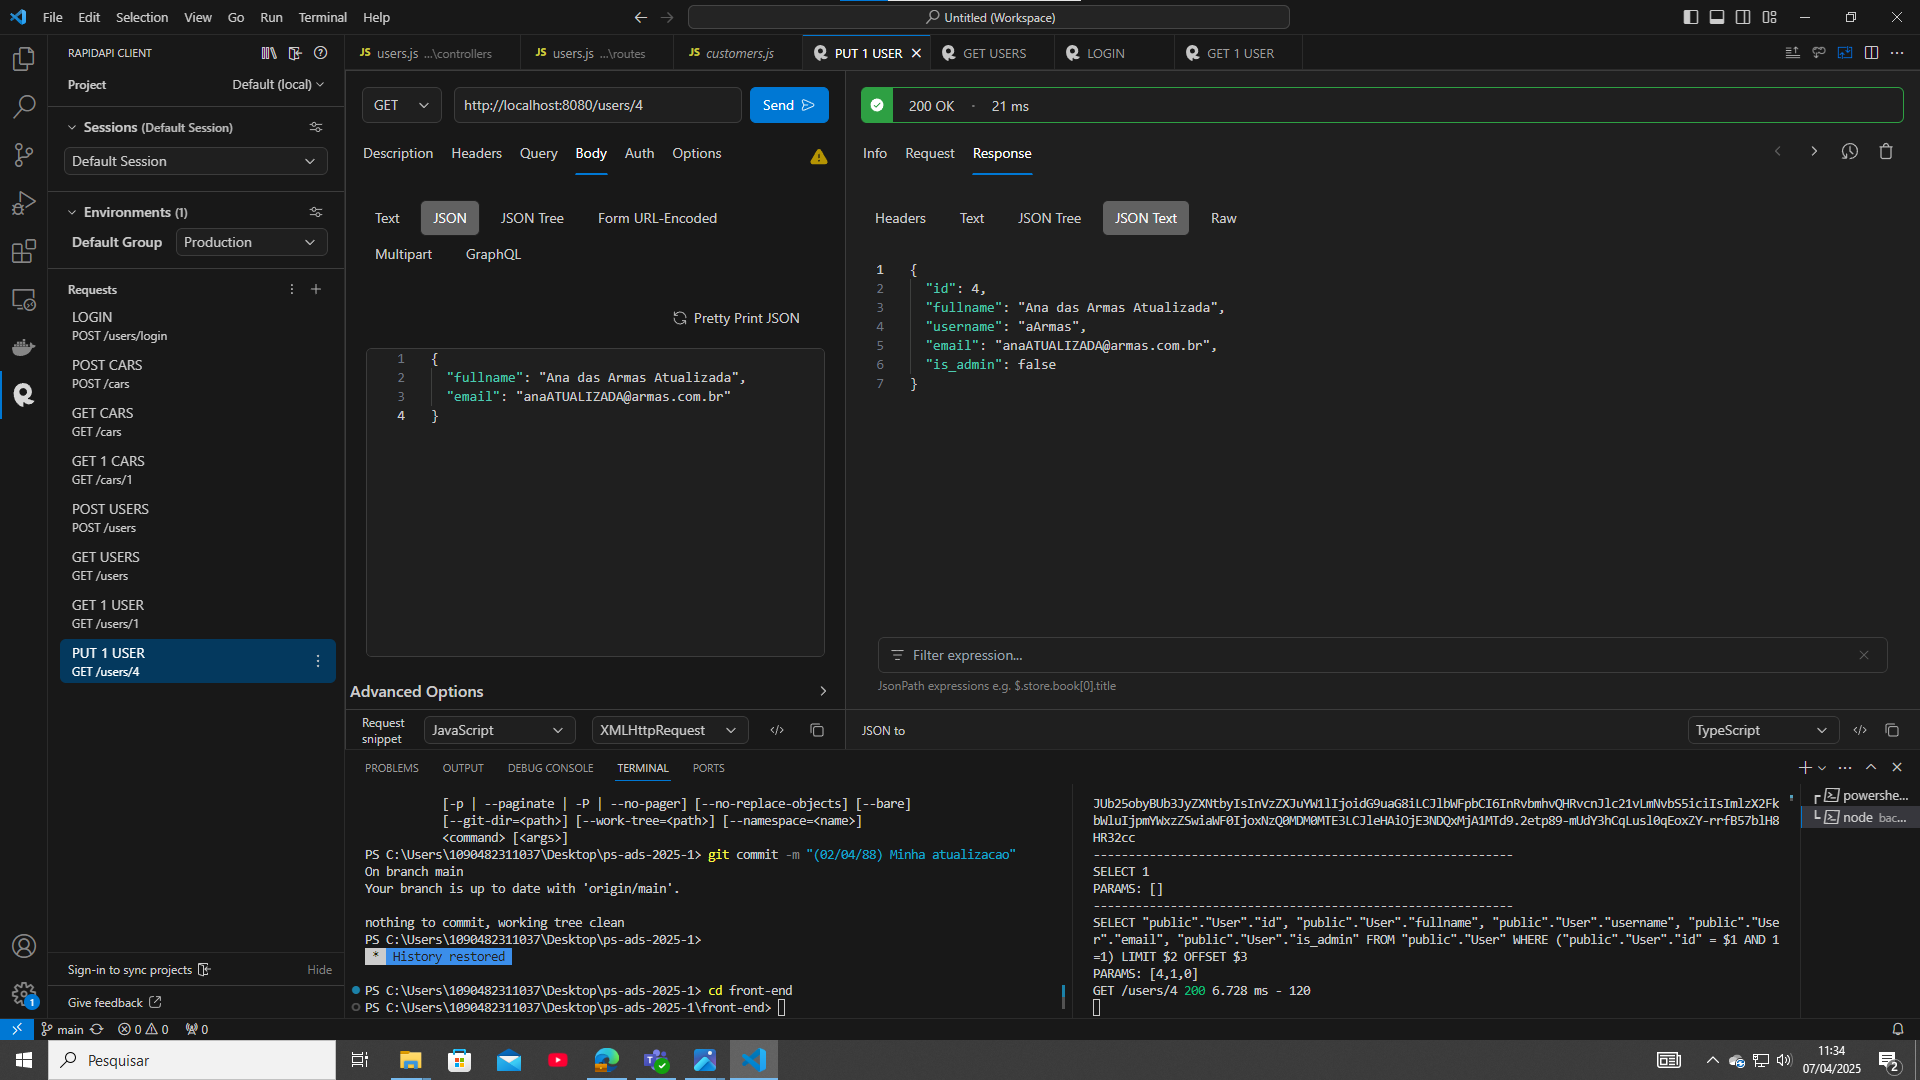 File Edit Selection View Go Run Terminal Help
Untitled (Workspace)
RAPIDAPI CLIENT
Project Default (local)
Sessions (Default Session)
Default Session
Environments (1)
Default Group Production
Requests
LOGIN
POST /users/login
POST CARS
POST /cars
GET CARS
GET /cars
GET 1 CARS
GET /cars/1
POST USERS
POST /users
GET USERS
GET /users
GET 1 USER
GET /users/1
PUT 1 USER
GET /users/4
Sign-in to sync projects Hide
Give feedback
1
JS users.js ...\controllers
JS users.js ...\routes
JS customers.js
PUT 1 USER
GET USERS
LOGIN
GET 1 USER
GET http://localhost:8080/users/4 Send
Description Headers Query Body Auth Options
Text JSON JSON Tree Form URL-Encoded
Multipart GraphQL
Pretty Print JSON
1 {
2 "fullname": "Ana das Armas Atualizada",
3 "email": "anaATUALIZADA@armas.com.br"
4 }
Advanced Options
Request snippet JavaScript XMLHttpRequest
200 OK · 21 ms
Info Request Response
Headers Text JSON Tree JSON Text Raw
1 {
2 "id": 4,
3 "fullname": "Ana das Armas Atualizada",
4 "username": "aArmas",
5 "email": "anaATUALIZADA@armas.com.br",
6 "is_admin": false
7 }
Filter expression...
JsonPath expressions e.g. $.store.book[0].title
JSON to TypeScript
PROBLEMS OUTPUT DEBUG CONSOLE TERMINAL PORTS
[-p | --paginate | -P | --no-pager] [--no-replace-objects] [--bare]
[--git-dir=<path>] [--work-tree=<path>] [--namespace=<name>]
<command> [<args>]
PS C:\Users\1090482311037\Desktop\ps-ads-2025-1> git commit -m "(02/04/88) Minha atualizacao"
On branch main
Your branch is up to date with 'origin/main'.
nothing to commit, working tree clean
PS C:\Users\1090482311037\Desktop\ps-ads-2025-1>
* History restored
PS C:\Users\1090482311037\Desktop\ps-ads-2025-1> cd front-end
PS C:\Users\1090482311037\Desktop\ps-ads-2025-1\front-end>
HR32cc
------------------------------------------------------------
SELECT 1
PARAMS: []
------------------------------------------------------------
SELECT "public"."User"."id", "public"."User"."fullname", "public"."User"."username", "public"."Use
r"."email", "public"."User"."is_admin" FROM "public"."User" WHERE ("public"."User"."id" = $1 AND 1
=1) LIMIT $2 OFFSET $3
PARAMS: [4,1,0]
GET /users/4 200 6.728 ms - 120
powershe...
node bac...
main 0 0 0
Pesquisar
11:34
07/04/2025
2